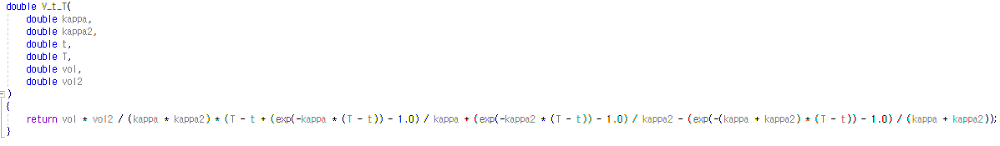 double V_t_T(
    double kappa,
    double kappa2,
    double t,
    double T,
    double vol,
    double vol2
)
{
    return vol * vol2 / (kappa * kappa2) * (T - t + (exp(-kappa * (T - t)) - 1.0) / kappa + (exp(-kappa2 * (T - t)) - 1.0) / kappa2 - (exp(-(kappa + kappa2) * (T - t)) - 1.0) / (kappa + kappa2));
}